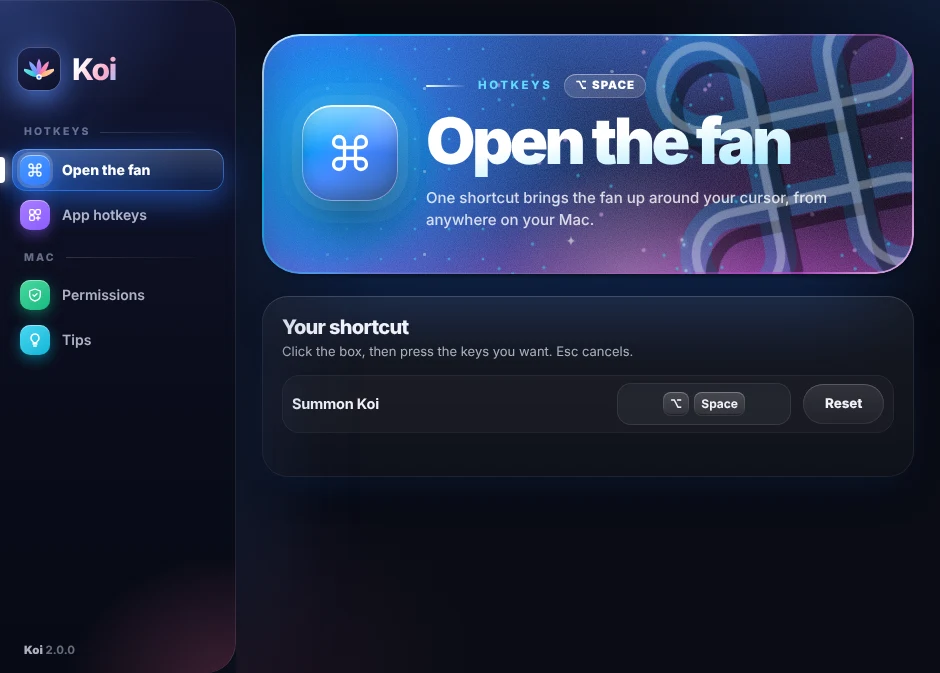 Koi
HOTKEYS
Open the fan
App hotkeys
MAC
Permissions
Tips
Koi 2.0.0
HOTKEYS ⌥ SPACE
Open the fan
One shortcut brings the fan up around your cursor, from
anywhere on your Mac.
Your shortcut
Click the box, then press the keys you want. Esc cancels.
Summon Koi ⌥ Space Reset